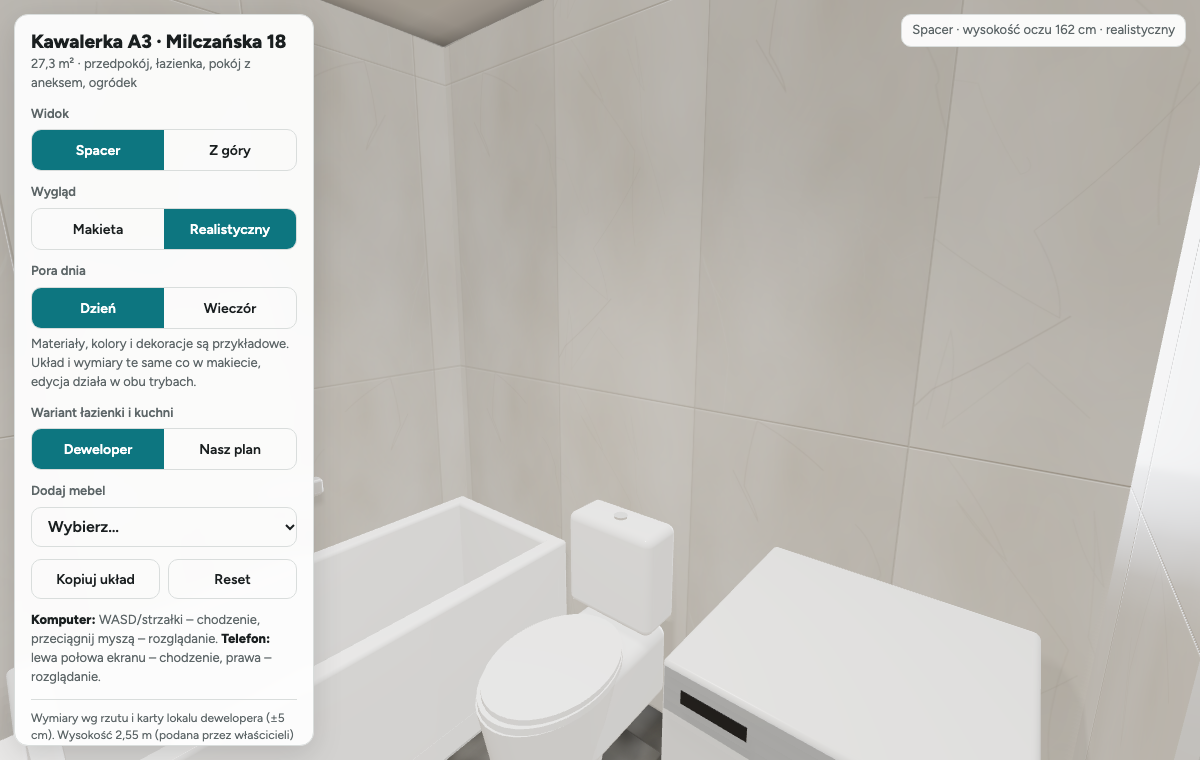 Kawalerka A3 · Milczańska 18
27,3 m² · przedpokój, łazienka, pokój z
aneksem, ogródek
Widok
Spacer
Z góry
Wygląd
Makieta
Realistyczny
Pora dnia
Dzień
Wieczór
Materiały, kolory i dekoracje są przykładowe.
Układ i wymiary te same co w makiecie,
edycja działa w obu trybach.
Wariant łazienki i kuchni
Deweloper
Nasz plan
Dodaj mebel
Wybierz...
Kopiuj układ
Reset
Komputer: WASD/strzałki – chodzenie,
przeciągnij myszą – rozglądanie. Telefon:
lewa połowa ekranu – chodzenie, prawa –
rozglądanie.
Wymiary wg rzutu i karty lokalu dewelopera (±5
cm). Wysokość 2,55 m (podana przez właścicieli)
Spacer · wysokość oczu 162 cm · realistyczny